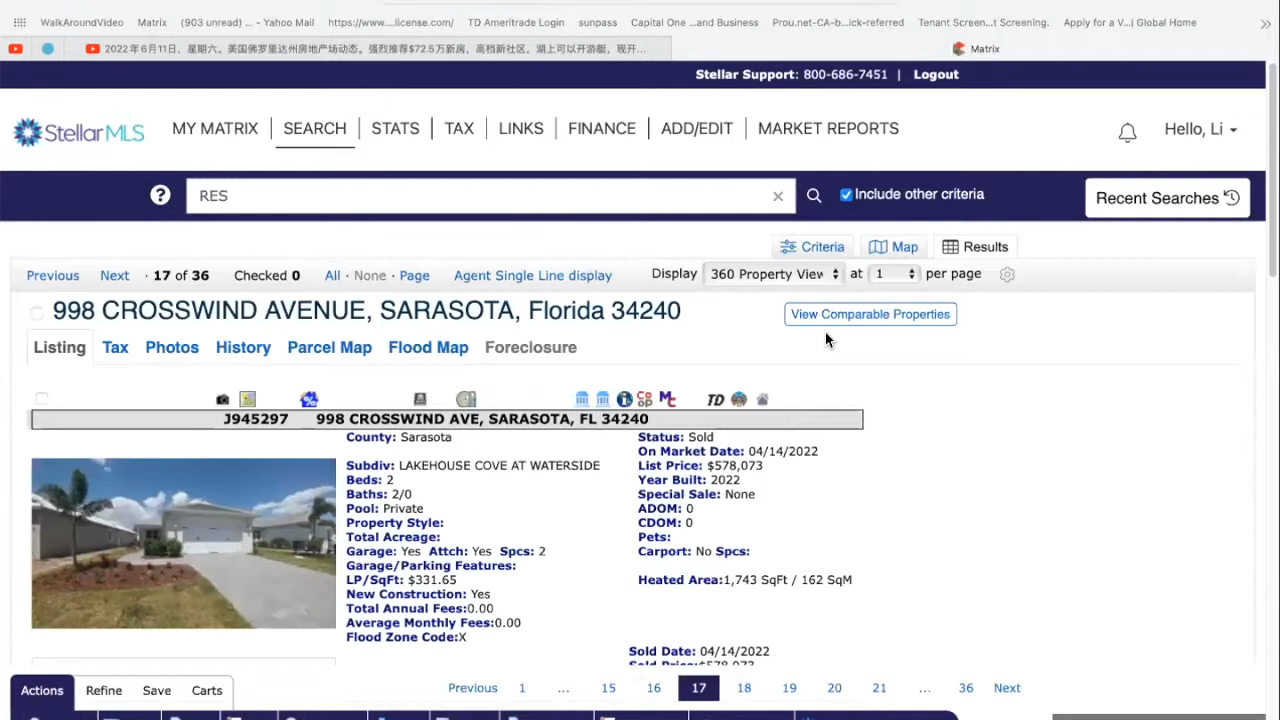 WalkAroundVideo Matrix (903 unread) ... - Yahoo Mail https://www....license.com/ TD Ameritrade Login sunpass Capital One ...and Business Prou.net-CA-b...ick-referred Tenant Screen...t Screening. Apply for a V...| Global Home
2022年6月11日，星期六。美国佛罗里达州房地产场动态。强烈推荐$72.5万新房，高档新社区，湖上可以开游艇，现开... Matrix
Stellar Support: 800-686-7451 | Logout
StellarMLS MY MATRIX SEARCH STATS TAX LINKS FINANCE ADD/EDIT MARKET REPORTS Hello, Li
? RES Include other criteria Recent Searches
Criteria Map Results
Previous Next · 17 of 36 Checked 0 All · None · Page Agent Single Line display Display 360 Property View at 1 per page
998 CROSSWIND AVENUE, SARASOTA, Florida 34240 View Comparable Properties
Listing Tax Photos History Parcel Map Flood Map Foreclosure
TD
J945297 998 CROSSWIND AVE, SARASOTA, FL 34240
County: Sarasota Status: Sold
On Market Date: 04/14/2022
Subdiv: LAKEHOUSE COVE AT WATERSIDE List Price: $578,073
Beds: 2 Year Built: 2022
Baths: 2/0 Special Sale: None
Pool: Private ADOM: 0
Property Style: CDOM: 0
Total Acreage: Pets:
Garage: Yes Attch: Yes Spcs: 2 Carport: No Spcs:
Garage/Parking Features:
LP/SqFt: $331.65 Heated Area:1,743 SqFt / 162 SqM
New Construction: Yes
Total Annual Fees:0.00
Average Monthly Fees:0.00
Flood Zone Code:X
Sold Date: 04/14/2022
Sold Price:$578,073
Actions Refine Save Carts Previous 1 ... 15 16 17 18 19 20 21 ... 36 Next